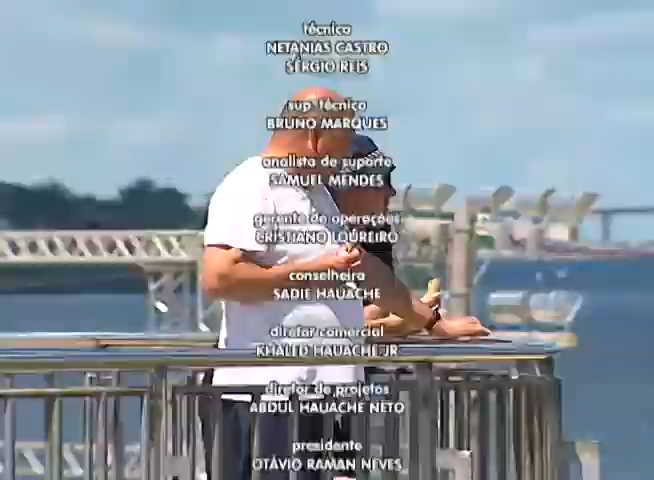 técnico
NETANIAS CASTRO
SÉRGIO REIS
sup. técnico
BRUNO MARQUES
analista de suporte
SAMUEL MENDES
gerente de operações
CRISTIANO LOUREIRO
conselheira
SADIE HAUACHE
diretor comercial
KHALED HAUACHE JR
diretor de projetos
ABDUL HAUACHE NETO
presidente
OTÁVIO RAMAN NEVES